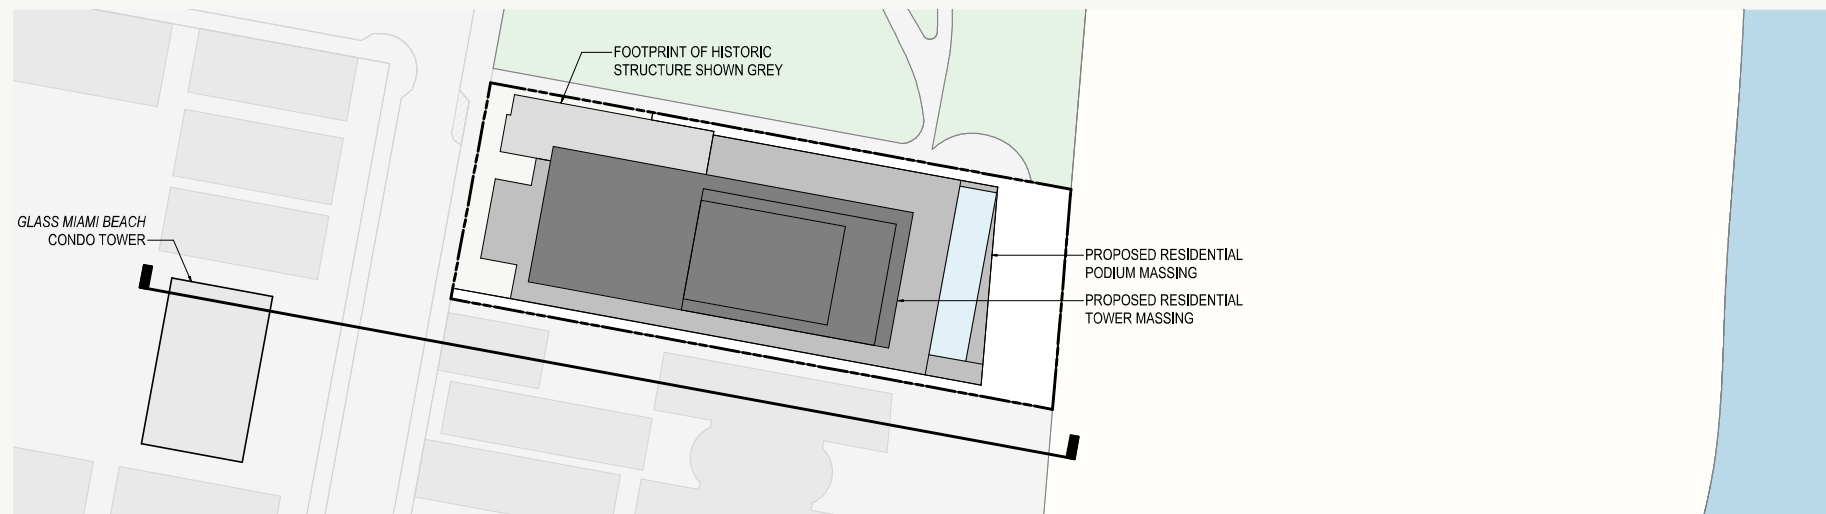 FOOTPRINT OF HISTORIC
STRUCTURE SHOWN GREY
GLASS MIAMI BEACH
CONDO TOWER
PROPOSED RESIDENTIAL
PODIUM MASSING
PROPOSED RESIDENTIAL
TOWER MASSING